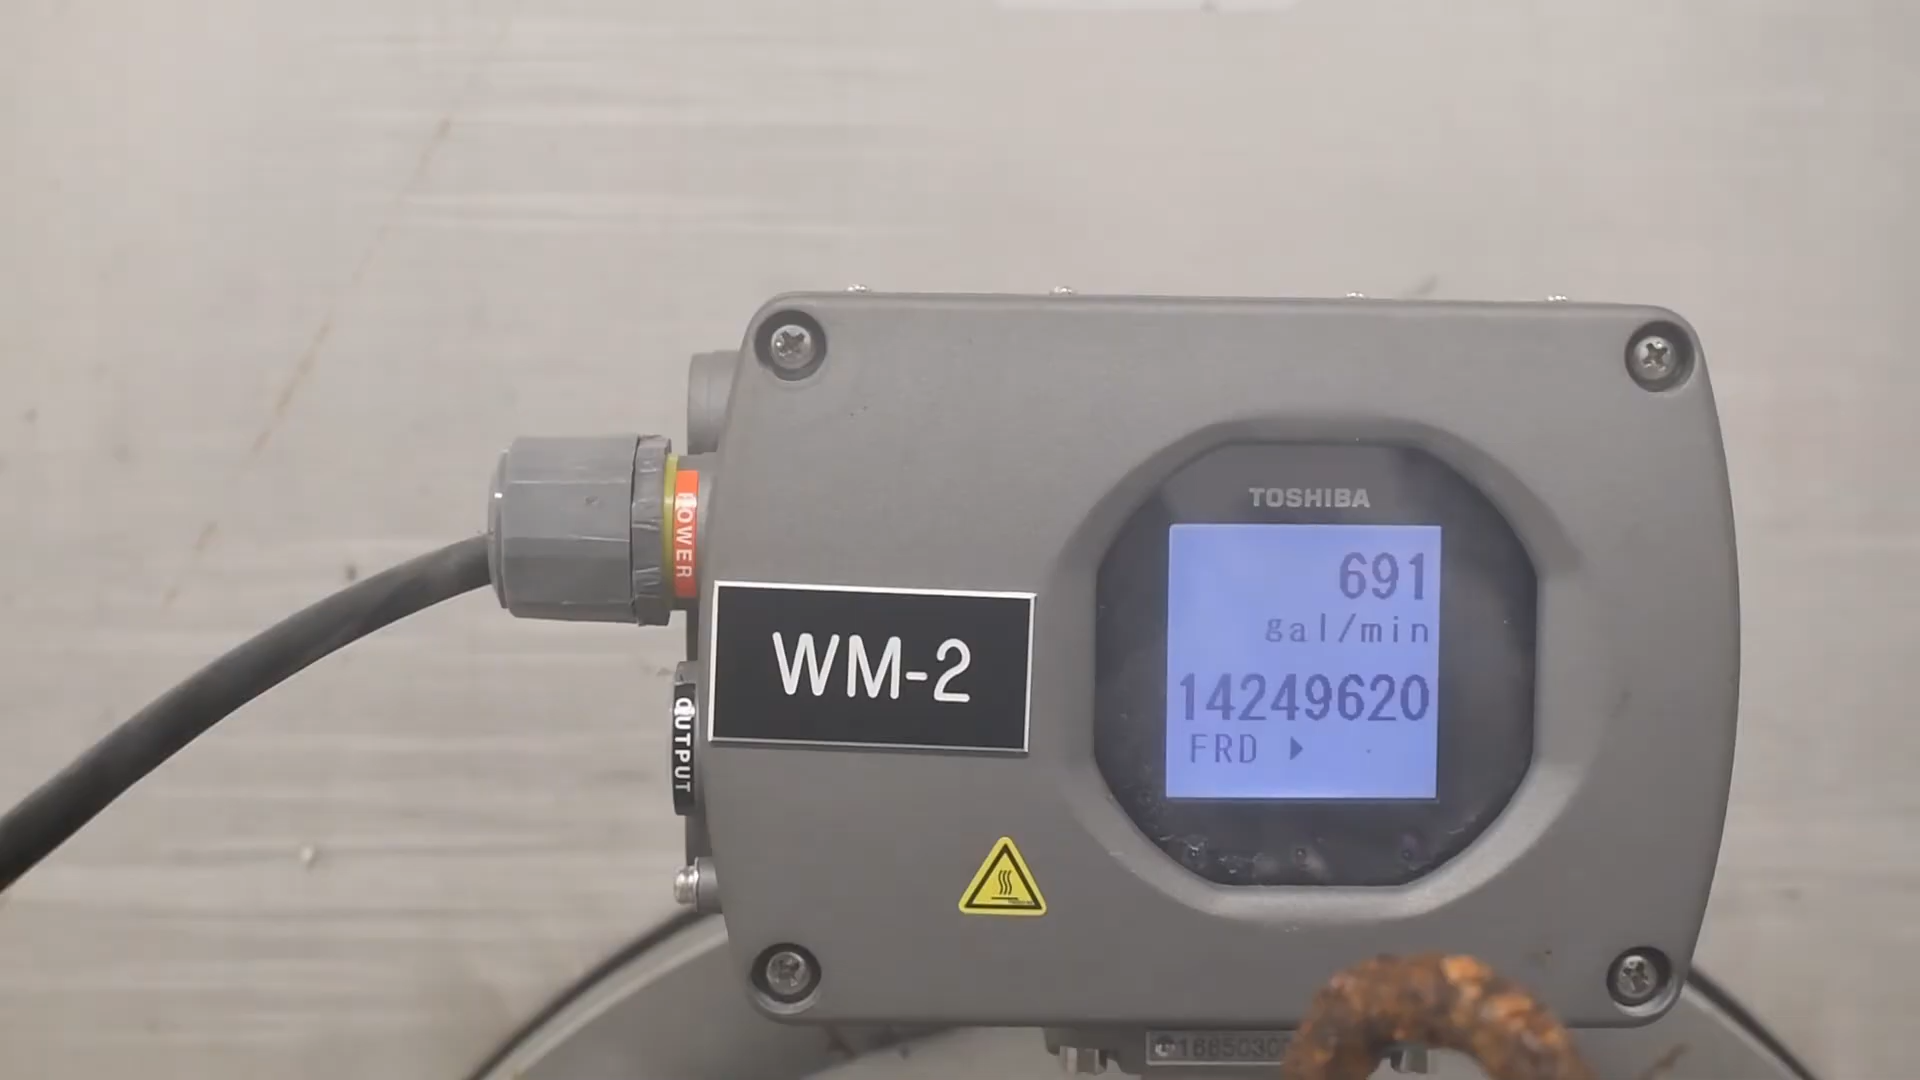 TOSHIBA
691
gal/min
14249620
FRD ▶
POWER
WM-2
OUTPUT